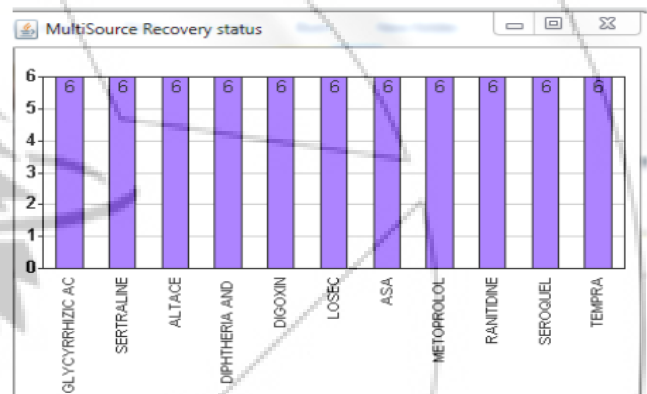 MultiSource Recovery status
6 6 6 6 6 6 6 6 6 6 6
6
5
4
3
2
1
0
GLYCYRRHIZIC AC
SERTRALINE
ALTACE
DIPHTHERIA AND
DIGOXIN
LOSEC
ASA
METOPROLOL
RANITIDINE
SEROQUEL
TEMPRA